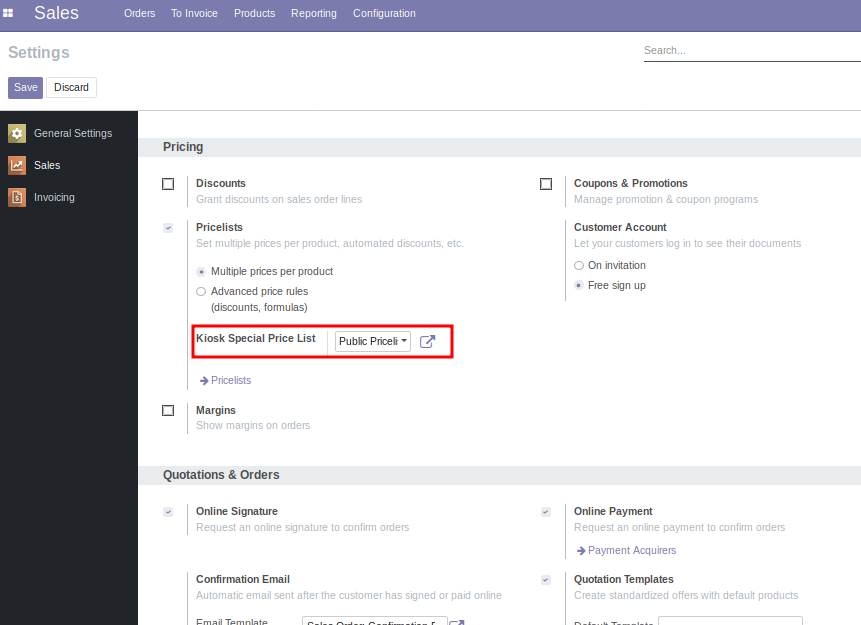 Sales
Orders
To Invoice
Products
Reporting
Configuration
Settings
Search...
Save
Discard
General Settings
Sales
Invoicing
Pricing
Discounts
Grant discounts on sales order lines
Coupons & Promotions
Manage promotion & coupon programs
Pricelists
Set multiple prices per product, automated discounts, etc.
Multiple prices per product
Advanced price rules
(discounts, formulas)
Kiosk Special Price List
Public Priceli
Pricelists
Customer Account
Let your customers log in to see their documents
On invitation
Free sign up
Margins
Show margins on orders
Quotations & Orders
Online Signature
Request an online signature to confirm orders
Online Payment
Request an online payment to confirm orders
Payment Acquirers
Confirmation Email
Automatic email sent after the customer has signed or paid online
Email Template
Sales Order: Confirmation
Quotation Templates
Create standardized offers with default products
Default Template